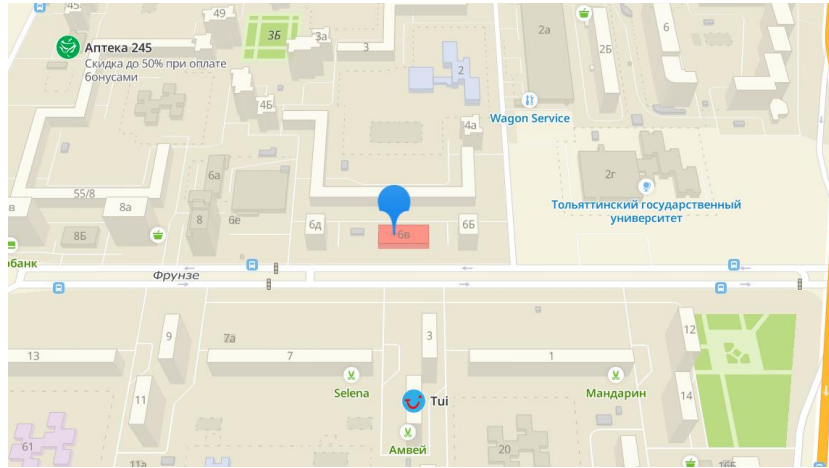 45
49
3Б
3а
3
2а
2Б
6
Аптека 245
Скидка до 50% при оплате
бонусами
2
4Б
4а
Wagon Service
6а
2г
55/8
8а
Тольяттинский государственный
университет
8
6е
6д
6в
6Б
8Б
Фрунзе
9
7а
3
12
13
7
1
Selena
Мандарин
11
Tui
14
Амвей
61
20
11а
16Б